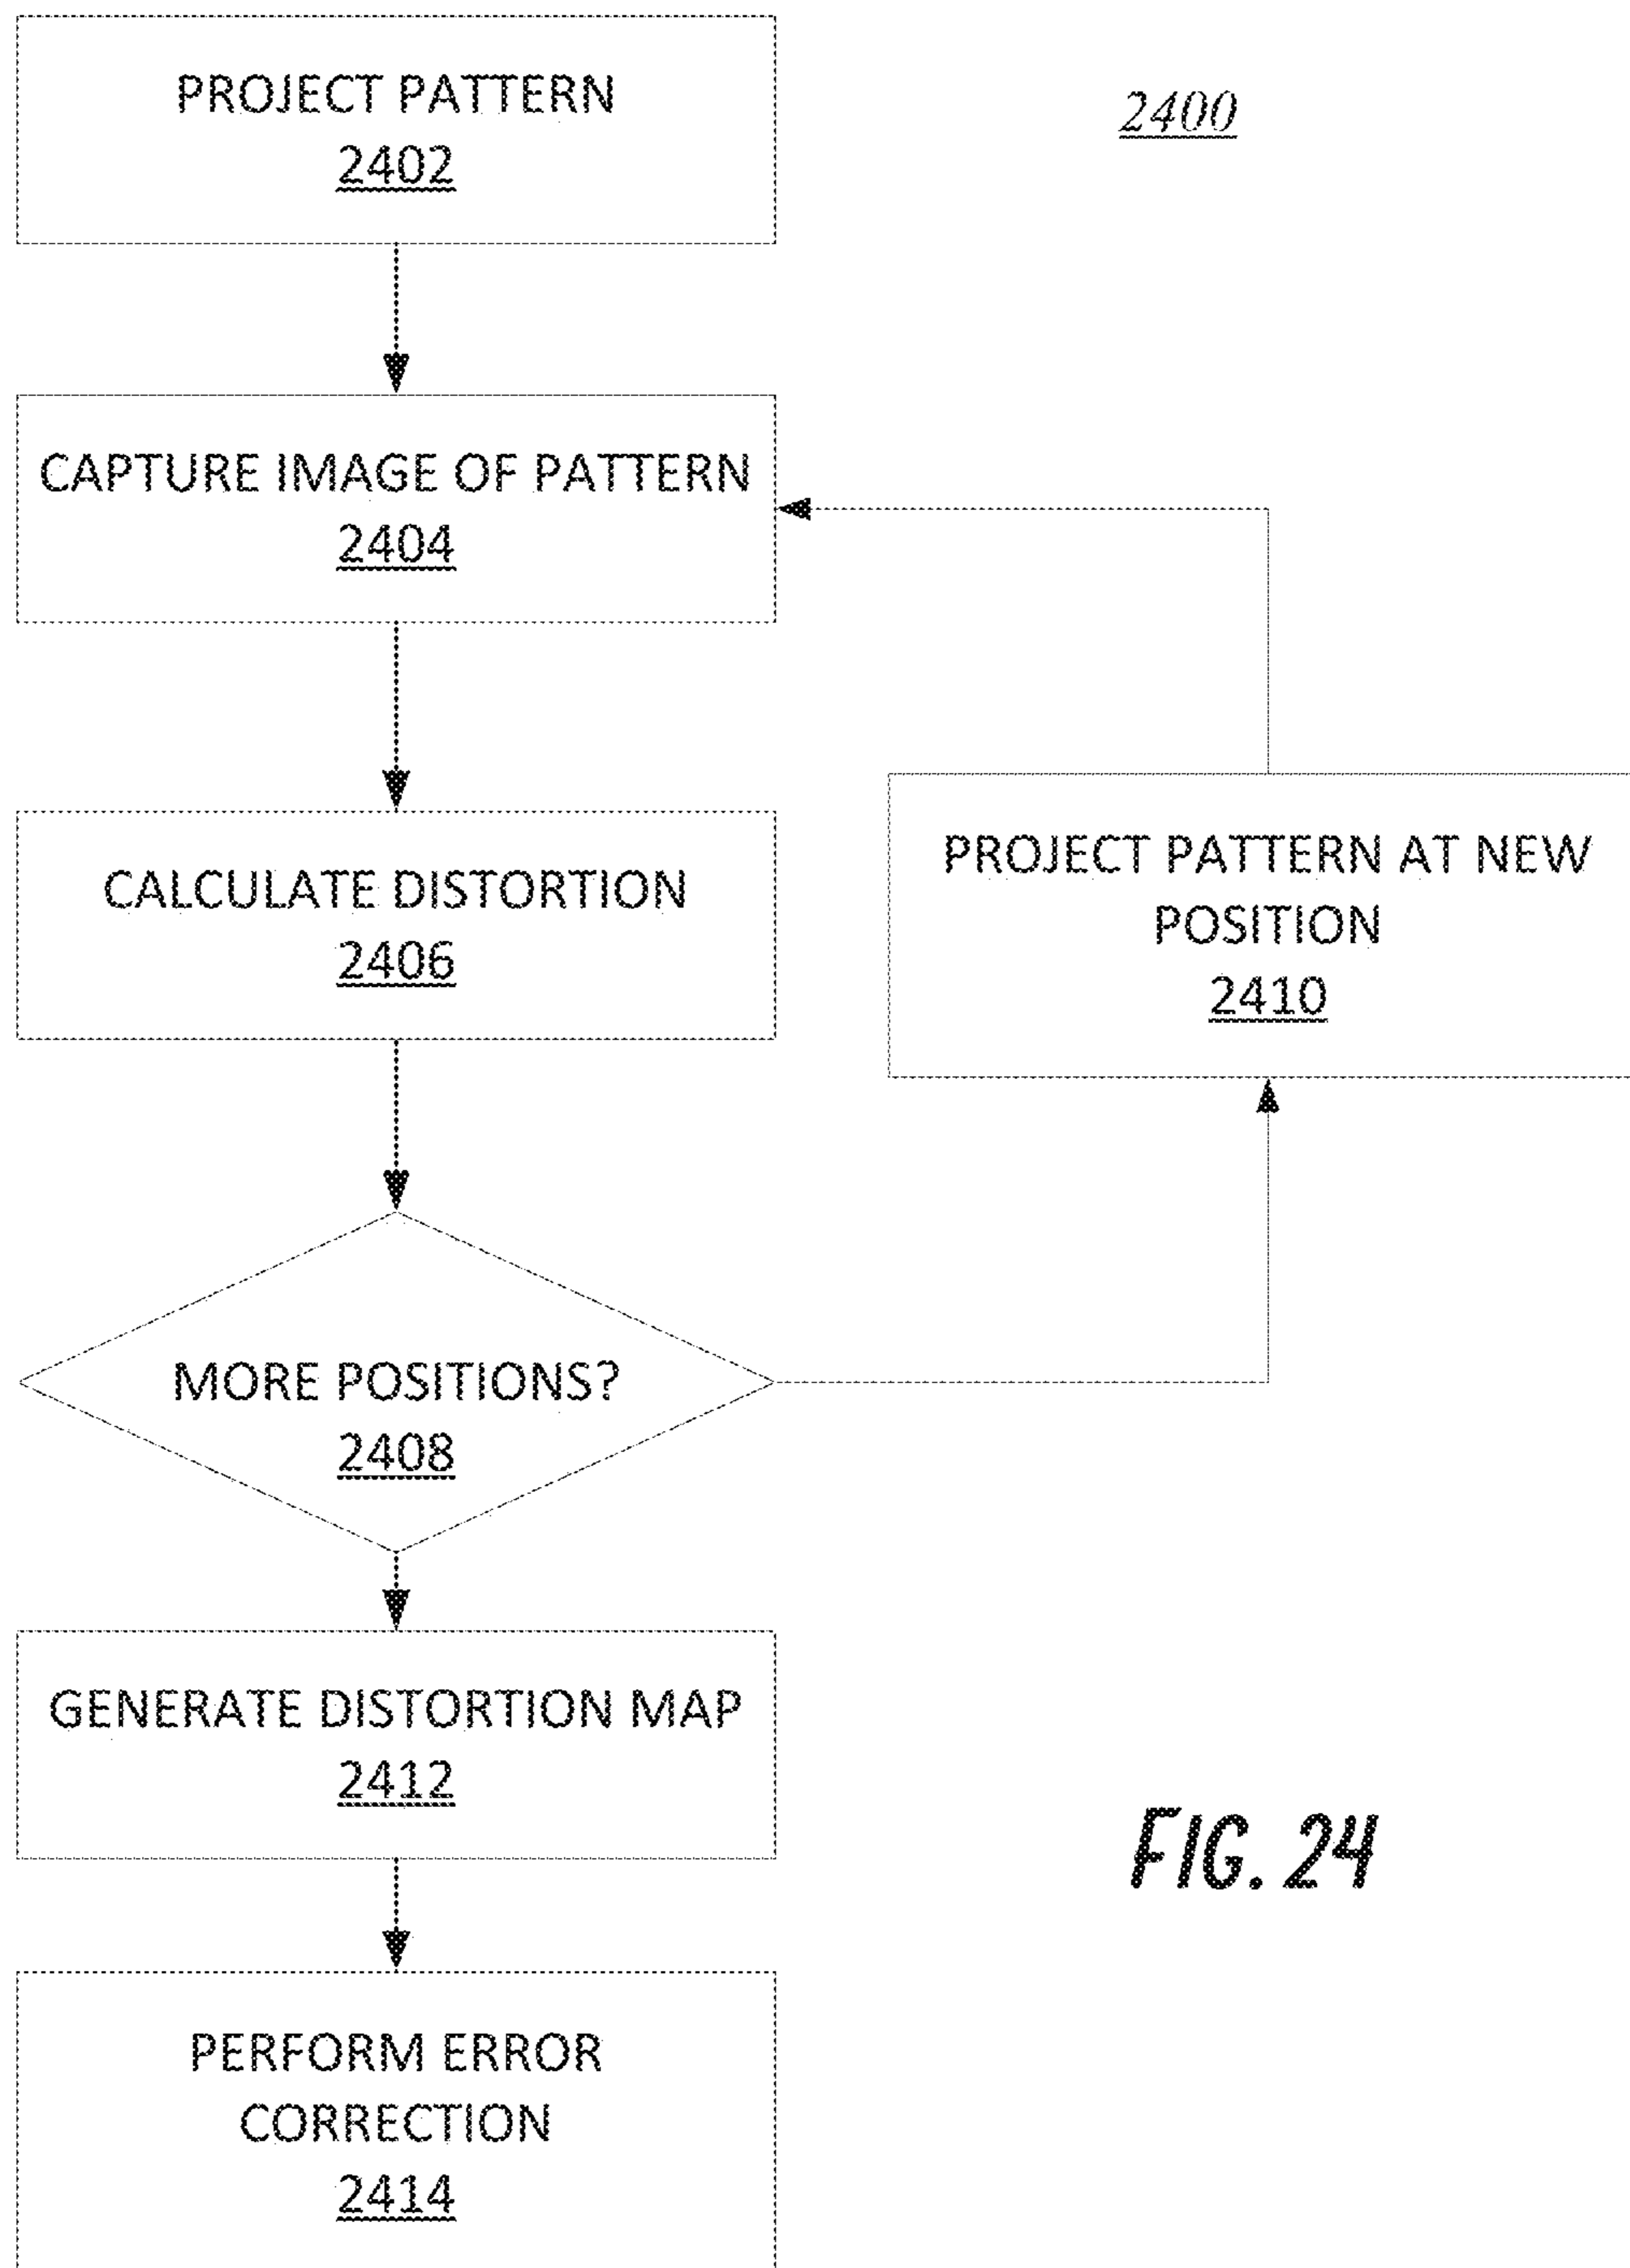 PROJECT PATTERN
2402
2400
CAPTURE IMAGE OF PATTERN
2404
CALCULATE DISTORTION
2406
PROJECT PATTERN AT NEW
POSITION
2410
MORE POSITIONS?
2408
GENERATE DISTORTION MAP
2412
FIG. 24
PERFORM ERROR
CORRECTION
2414